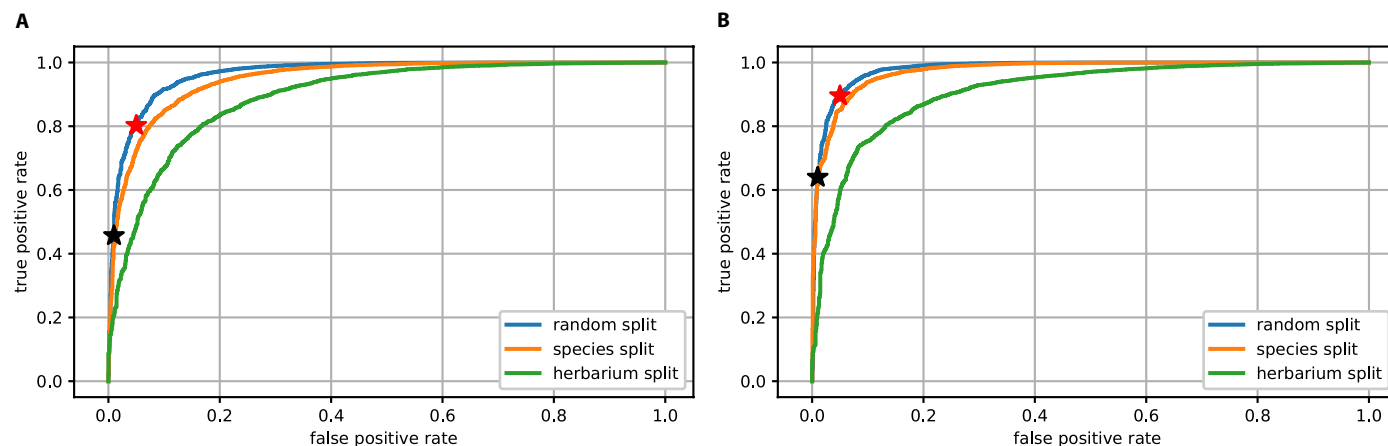 A
1.0
0.8
0.6
0.4
0.2
0.0
true positive rate
0.0 0.2 0.4 0.6 0.8 1.0
false positive rate
random split
species split
herbarium split
B
1.0
0.8
0.6
0.4
0.2
0.0
true positive rate
0.0 0.2 0.4 0.6 0.8 1.0
false positive rate
random split
species split
herbarium split